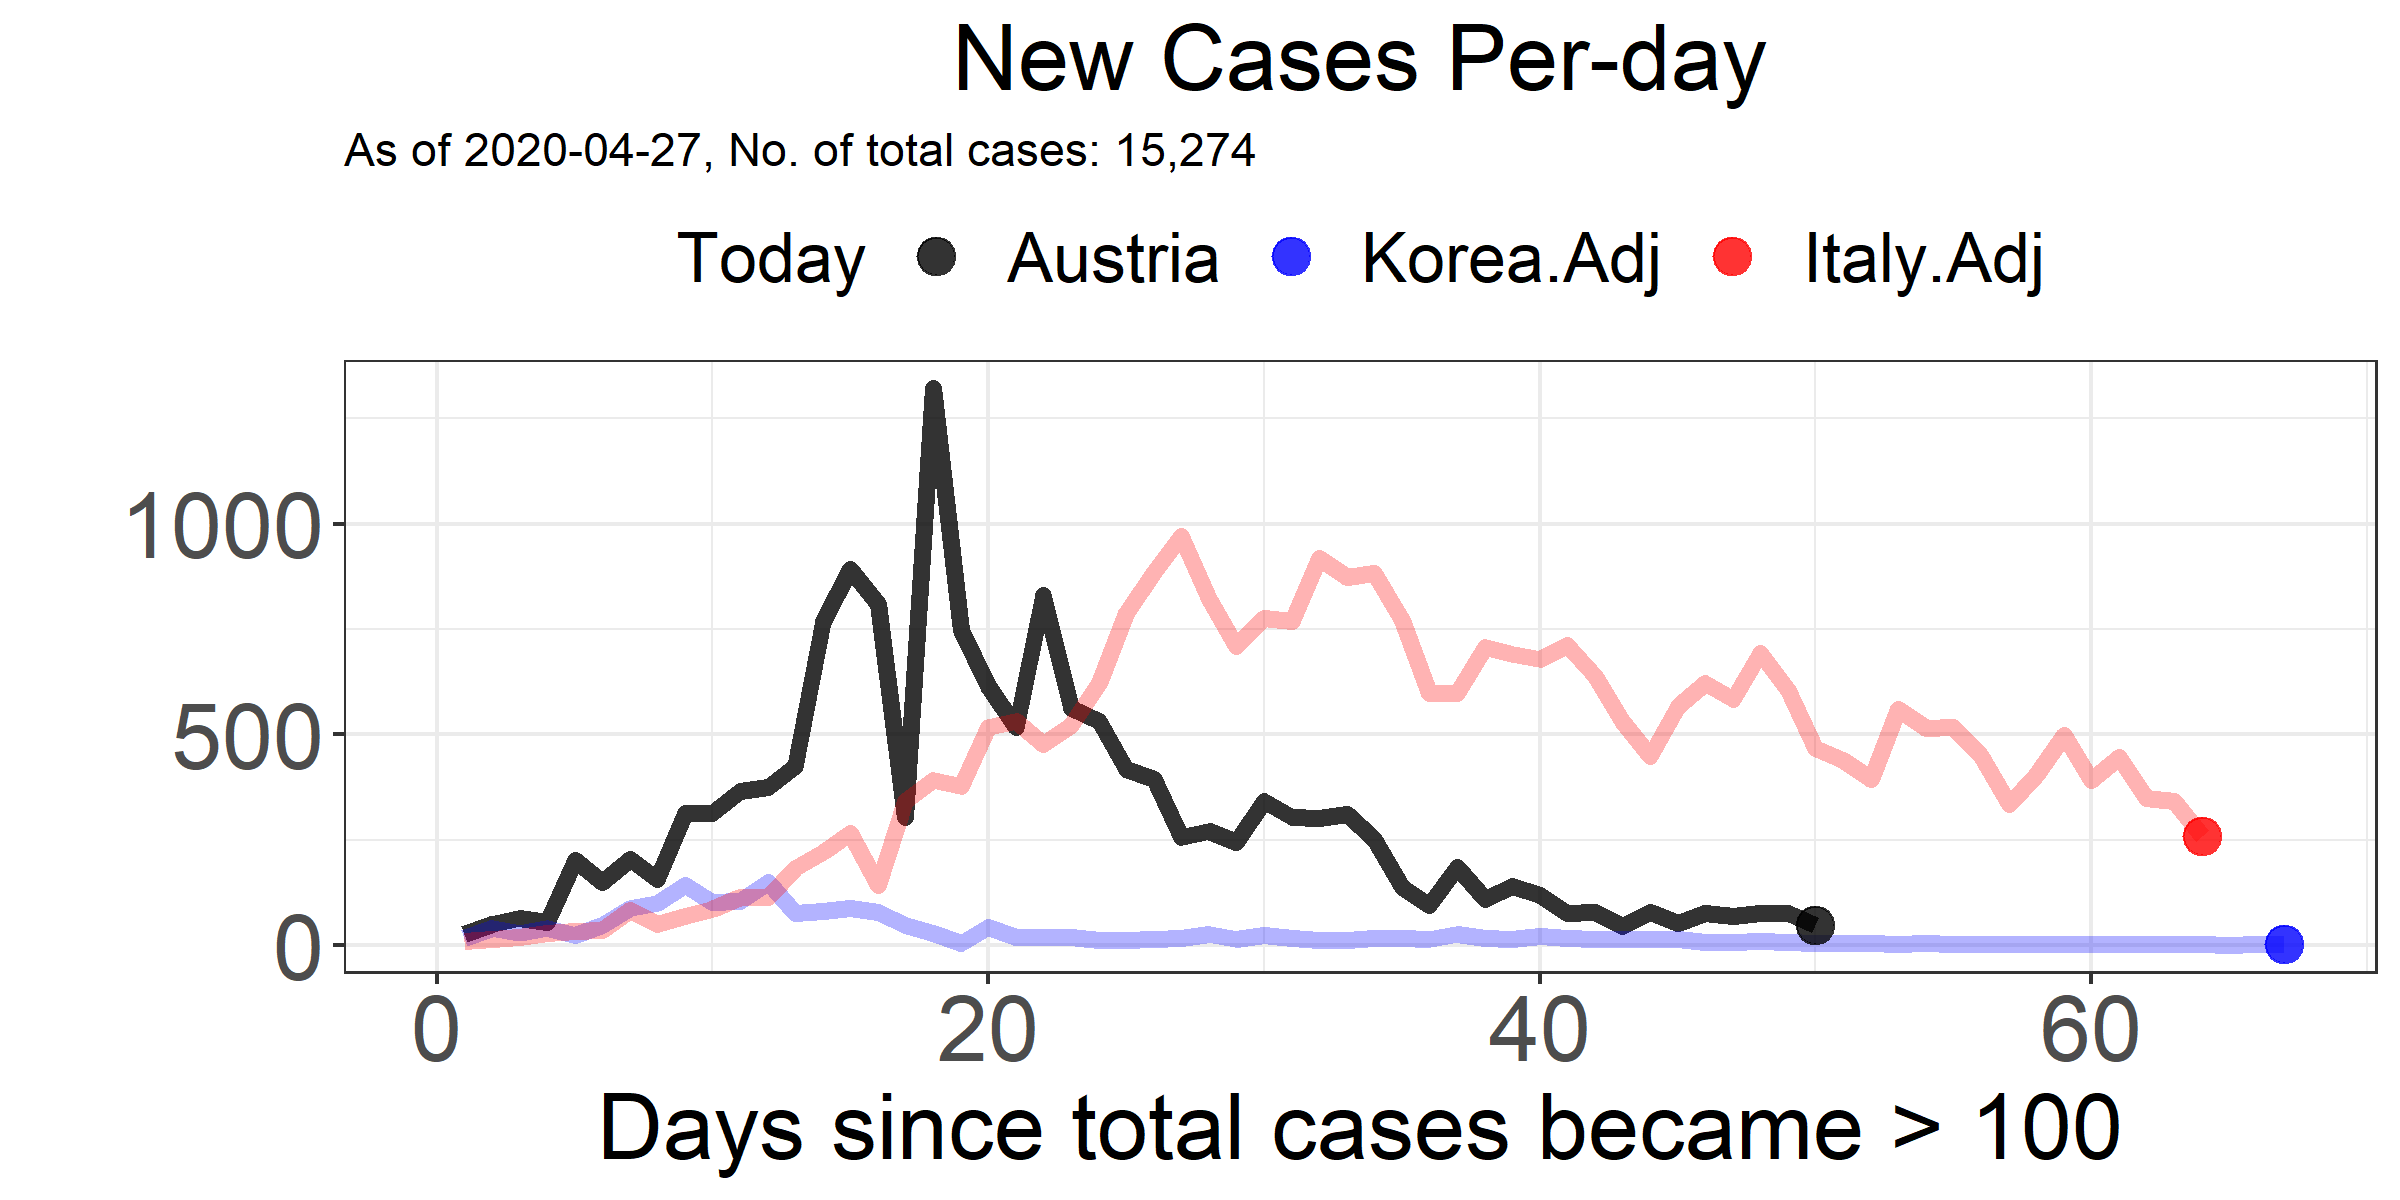 New Cases Per-day
As of 2020-04-27, No. of total cases: 15,274
Today Austria Korea.Adj Italy.Adj
1000
500
0
0 20 40 60
Days since total cases became > 100